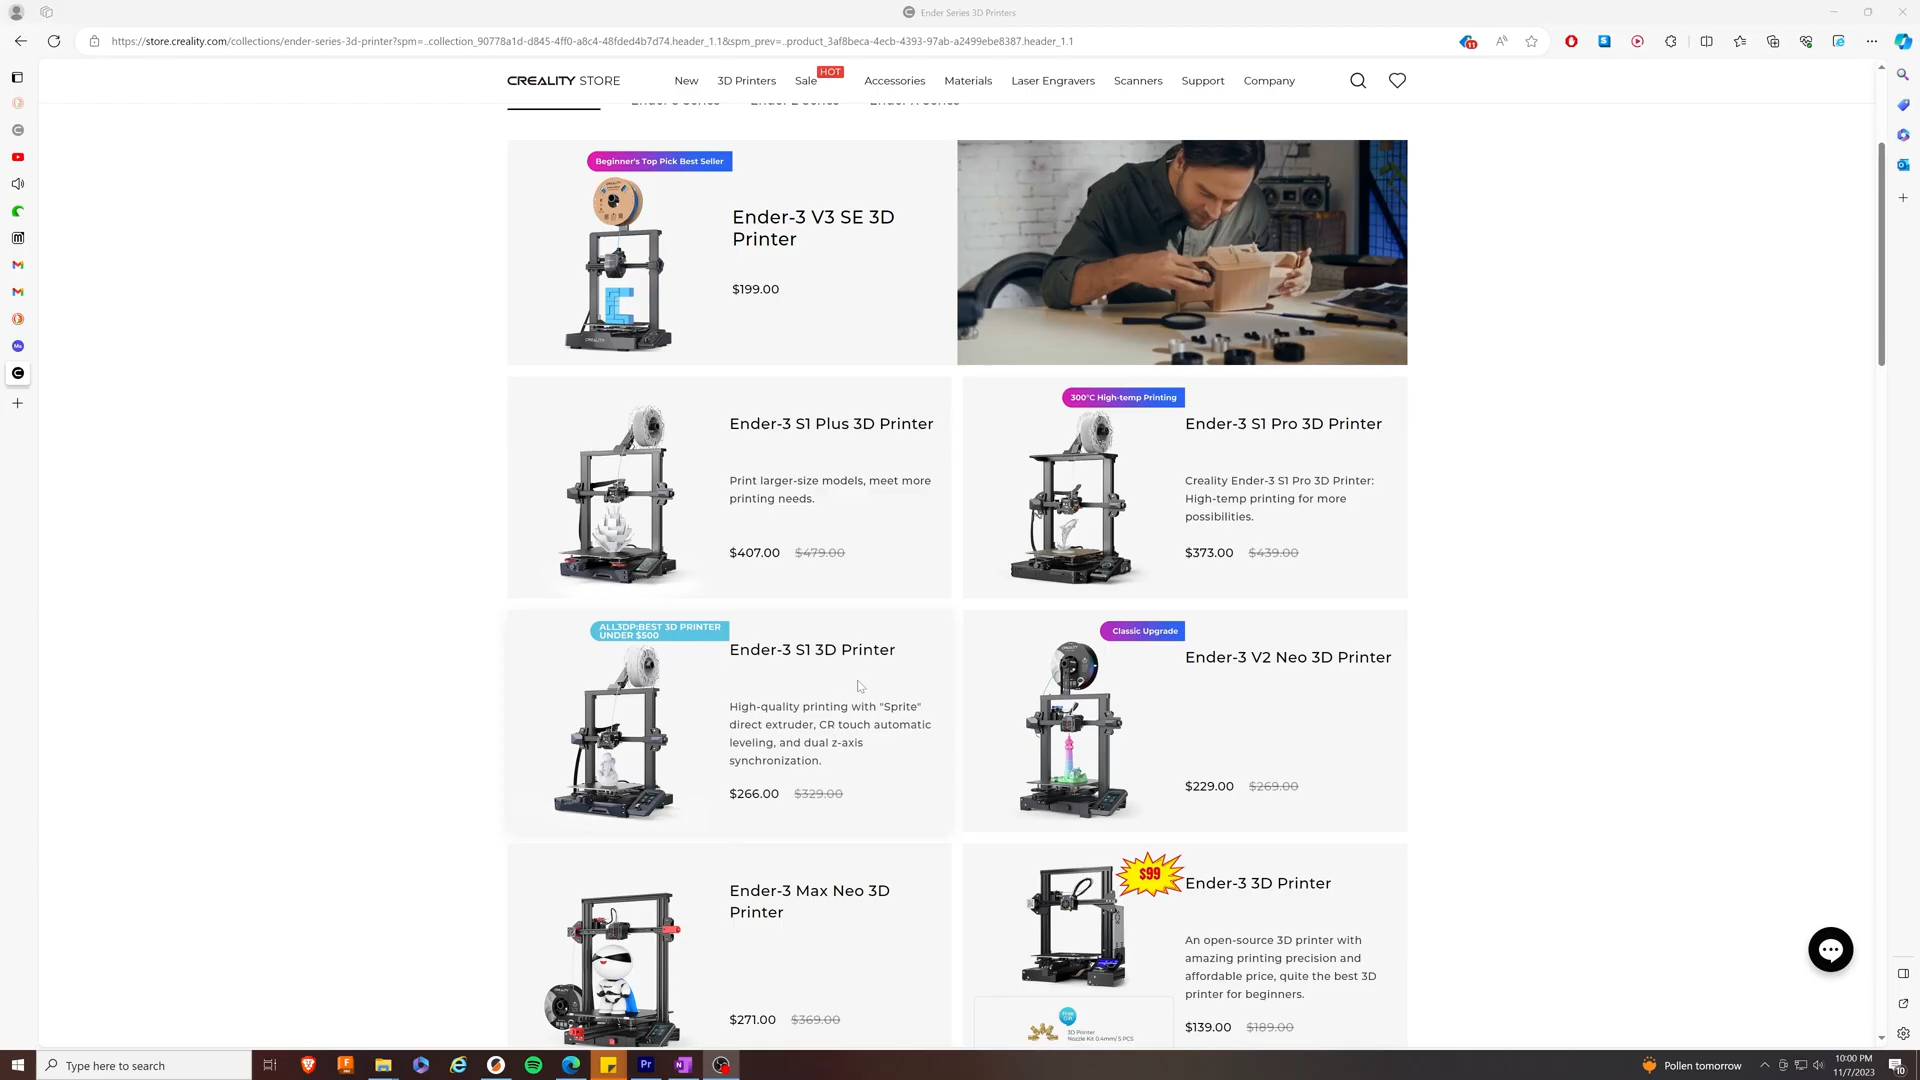 Ender Series 3D Printers
https://store.creality.com/collections/ender-series-3d-printer?spm=..collection_90778a1d-d845-4ff0-a8c4-48fded4b7d74.header_1.1&spm_prev=..product_3af8beca-4ecb-4393-97ab-a2499ebe8387.header_1.1
11
CREALITY STORE
New
3D Printers
Sale
HOT
Accessories
Materials
Laser Engravers
Scanners
Support
Company
Beginner's Top Pick Best Seller
Ender-3 V3 SE 3D
Printer
$199.00
Ender-3 S1 Plus 3D Printer
Print larger-size models, meet more
printing needs.
$407.00 $479.00
300°C High-temp Printing
Ender-3 S1 Pro 3D Printer
Creality Ender-3 S1 Pro 3D Printer:
High-temp printing for more
possibilities.
$373.00 $439.00
ALL3DP:BEST 3D PRINTER
UNDER $500
Ender-3 S1 3D Printer
High-quality printing with "Sprite"
direct extruder, CR touch automatic
leveling, and dual z-axis
synchronization.
$266.00 $329.00
Classic Upgrade
Ender-3 V2 Neo 3D Printer
$229.00 $269.00
Ender-3 Max Neo 3D
Printer
$271.00 $369.00
$99
Ender-3 3D Printer
An open-source 3D printer with
amazing printing precision and
affordable price, quite the best 3D
printer for beginners.
$139.00 $189.00
Free
Gift
3D Printer
Nozzle Kit 0.4mm/ 5 PCS
Type here to search
Pollen tomorrow
10:00 PM
11/7/2023
10